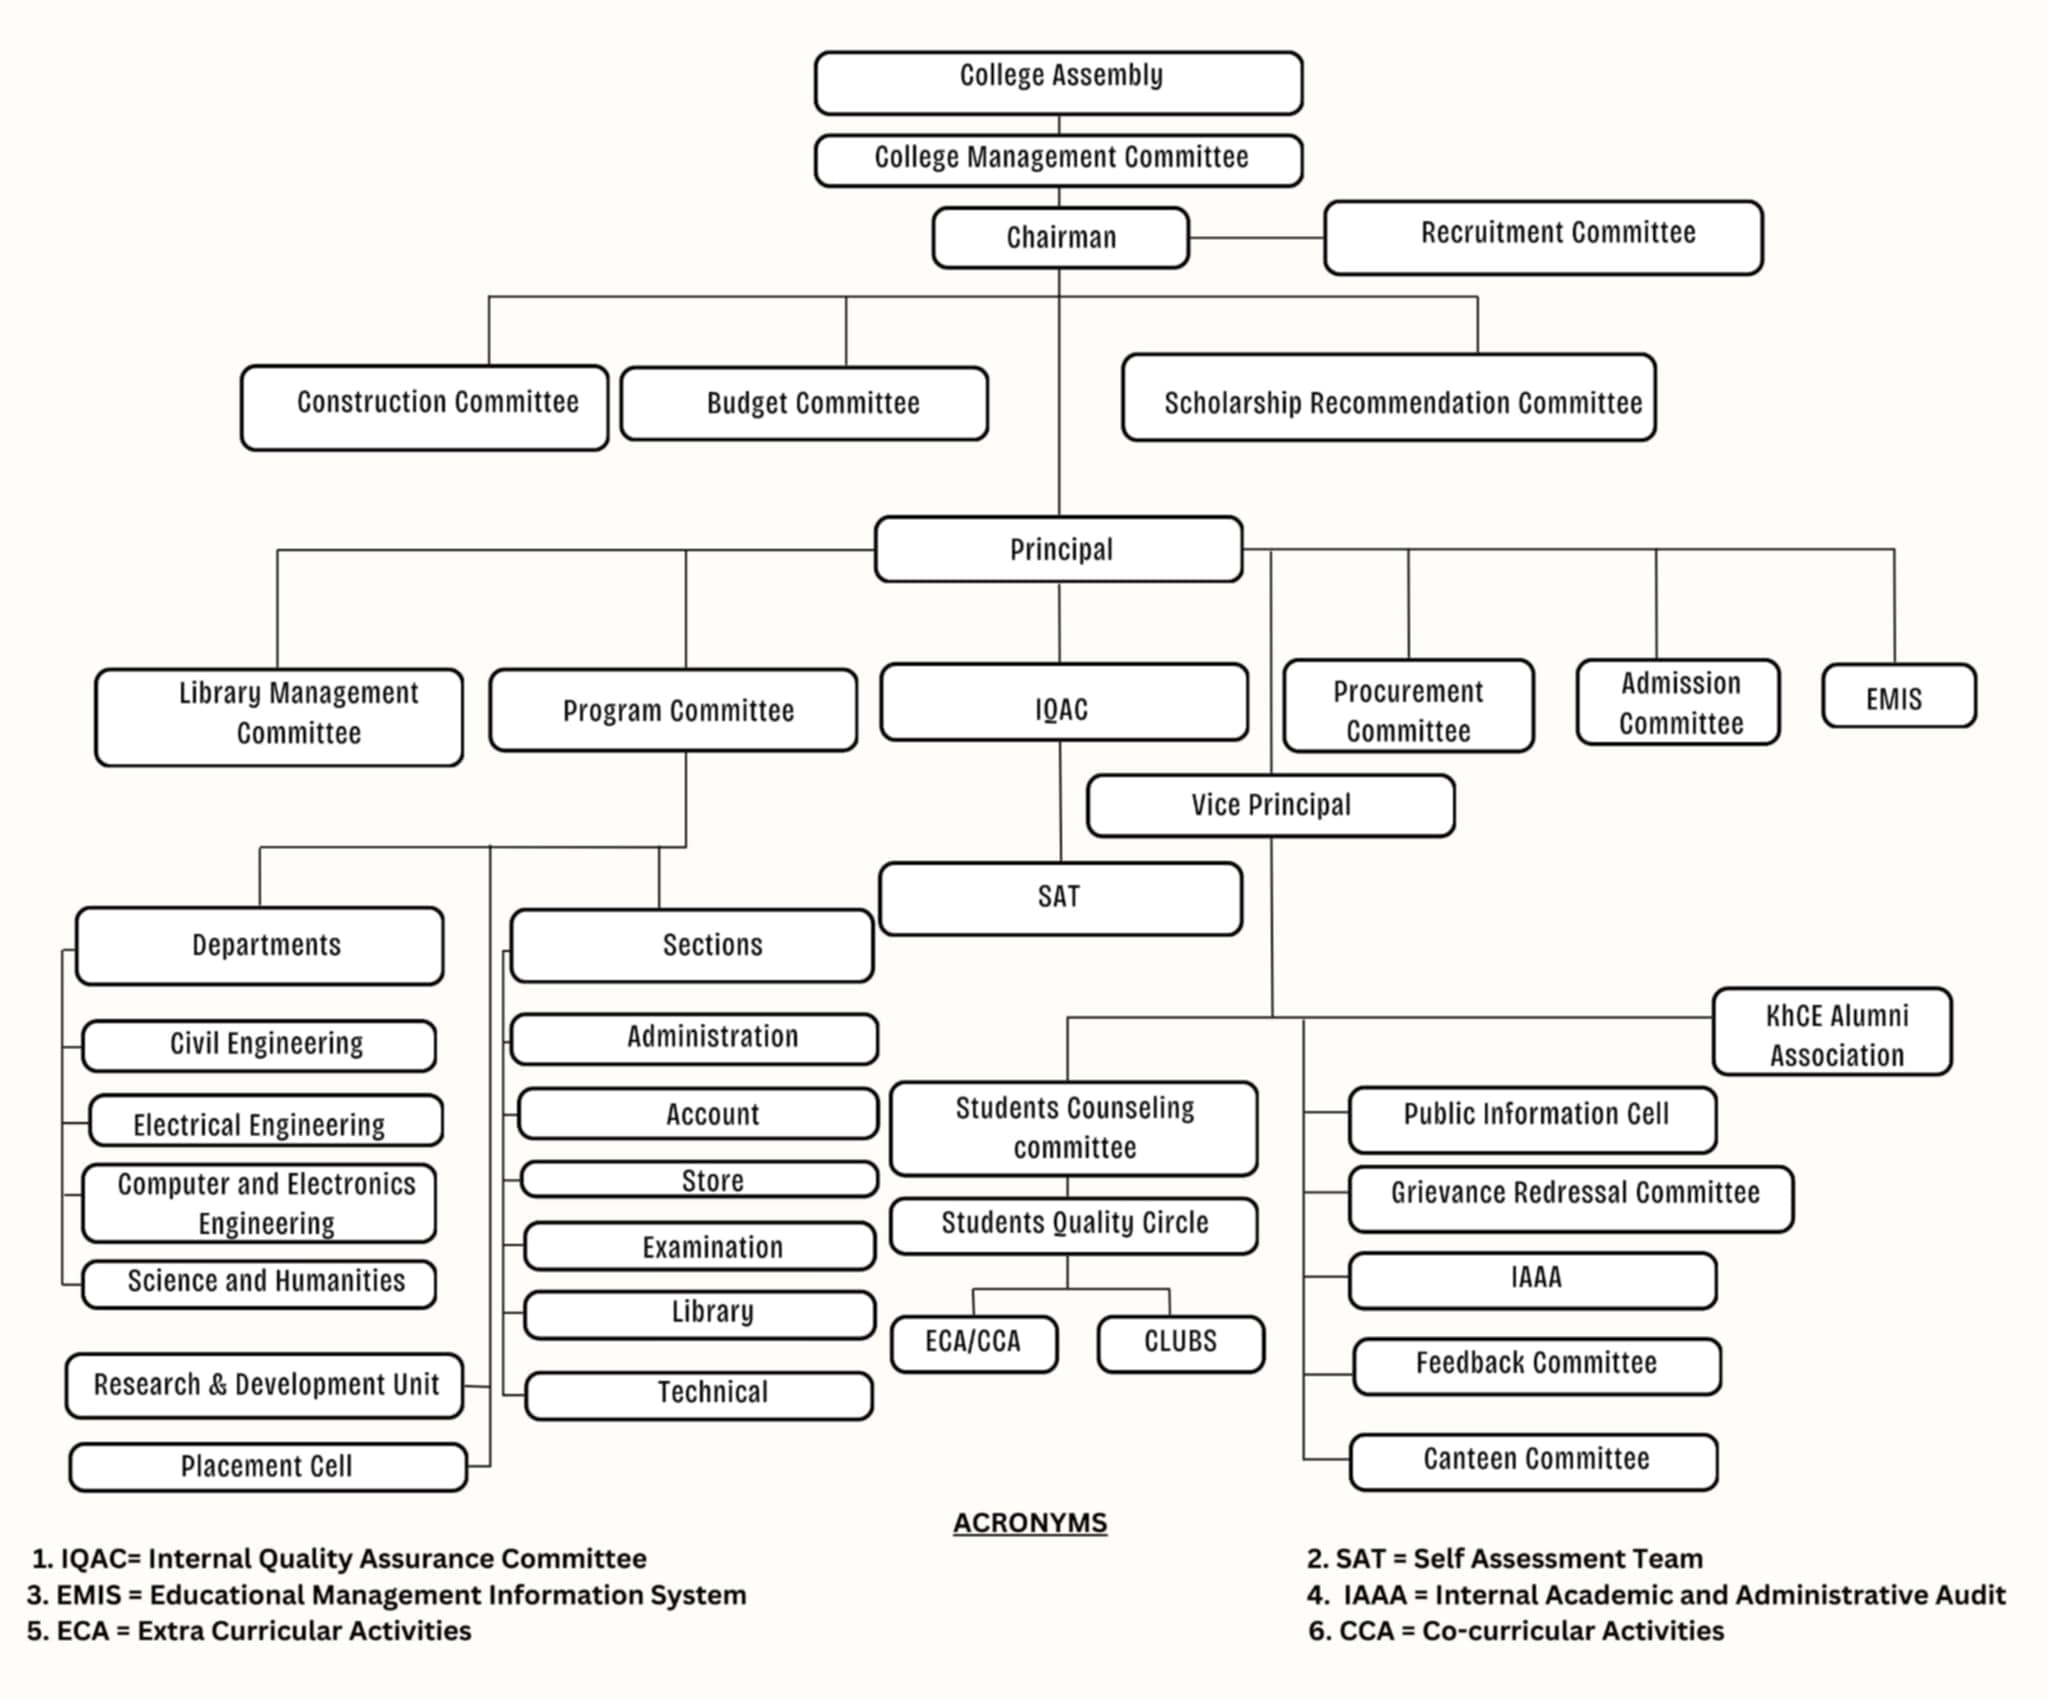 College Assembly
College Management Committee
Chairman
Recruitment Committee
Construction Committee
Budget Committee
Scholarship Recommendation Committee
Principal
Library Management
Committee
Program Committee
IQAC
Procurement
Committee
Admission
Committee
EMIS
Vice Principal
SAT
Departments
Civil Engineering
Electrical Engineering
Computer and Electronics
Engineering
Science and Humanities
Research & Development Unit
Placement Cell
Sections
Administration
Account
Store
Examination
Library
Technical
Students Counseling
committee
Students Quality Circle
ECA/CCA
CLUBS
KhCE Alumni
Association
Public Information Cell
Grievance Redressal Committee
IAAA
Feedback Committee
Canteen Committee
ACRONYMS
1. IQAC= Internal Quality Assurance Committee
2. SAT = Self Assessment Team
3. EMIS = Educational Management Information System
4. IAAA = Internal Academic and Administrative Audit
5. ECA = Extra Curricular Activities
6. CCA = Co-curricular Activities